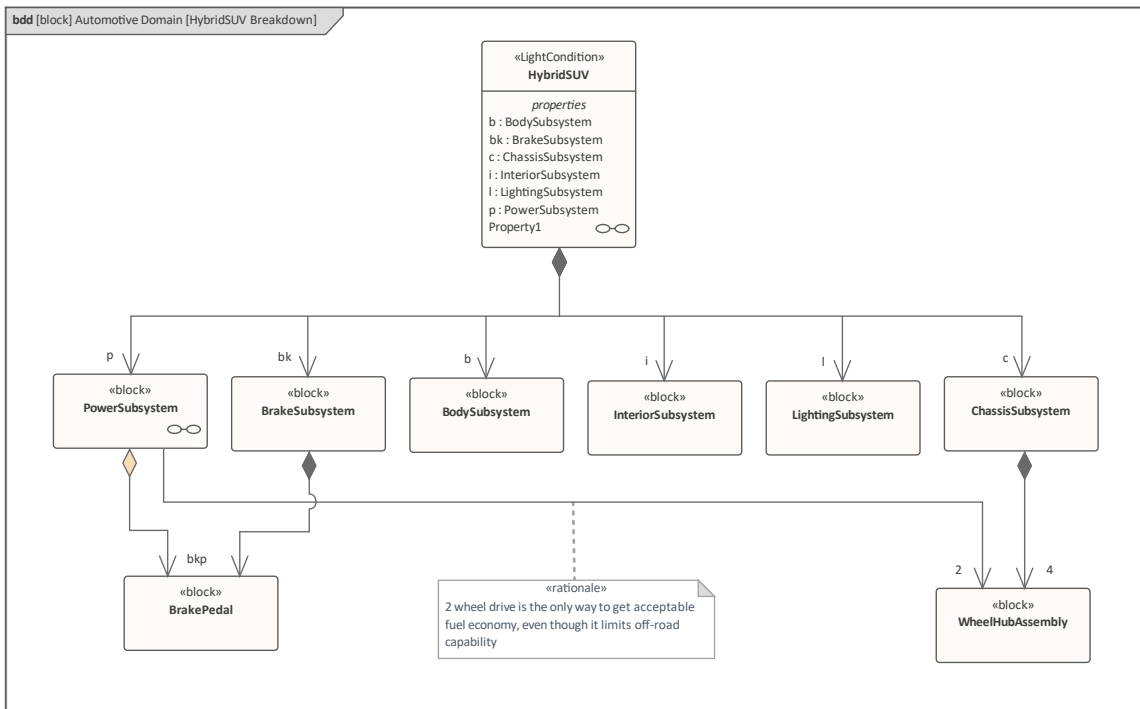 bdd [block] Automotive Domain [HybridSUV Breakdown]
«LightCondition»
HybridSUV
properties
b : BodySubsystem
bk : BrakeSubsystem
c : ChassisSubsystem
i : InteriorSubsystem
l : LightingSubsystem
p : PowerSubsystem
Property1
p
bk
b
i
l
c
«block»
PowerSubsystem
«block»
BrakeSubsystem
«block»
BodySubsystem
«block»
InteriorSubsystem
«block»
LightingSubsystem
«block»
ChassisSubsystem
bkp
2
4
«block»
BrakePedal
«rationale»
2 wheel drive is the only way to get acceptable
fuel economy, even though it limits off-road
capability
«block»
WheelHubAssembly